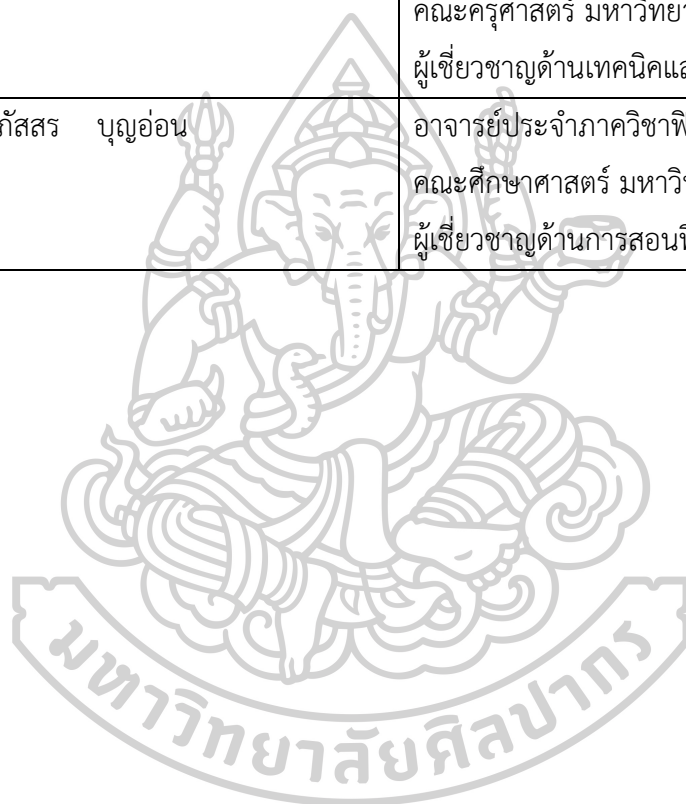 คณะครุศาสตร์ มหาวิทยา
ผู้เชี่ยวชาญด้านเทคนิคแล
ภัสสร บุญอ่อน
อาจารย์ประจำภาควิชา
คณะศึกษาศาสตร์ มหาวิ
ผู้เชี่ยวชาญด้านการสอน
มหาวิทยาลัยศิลปากร